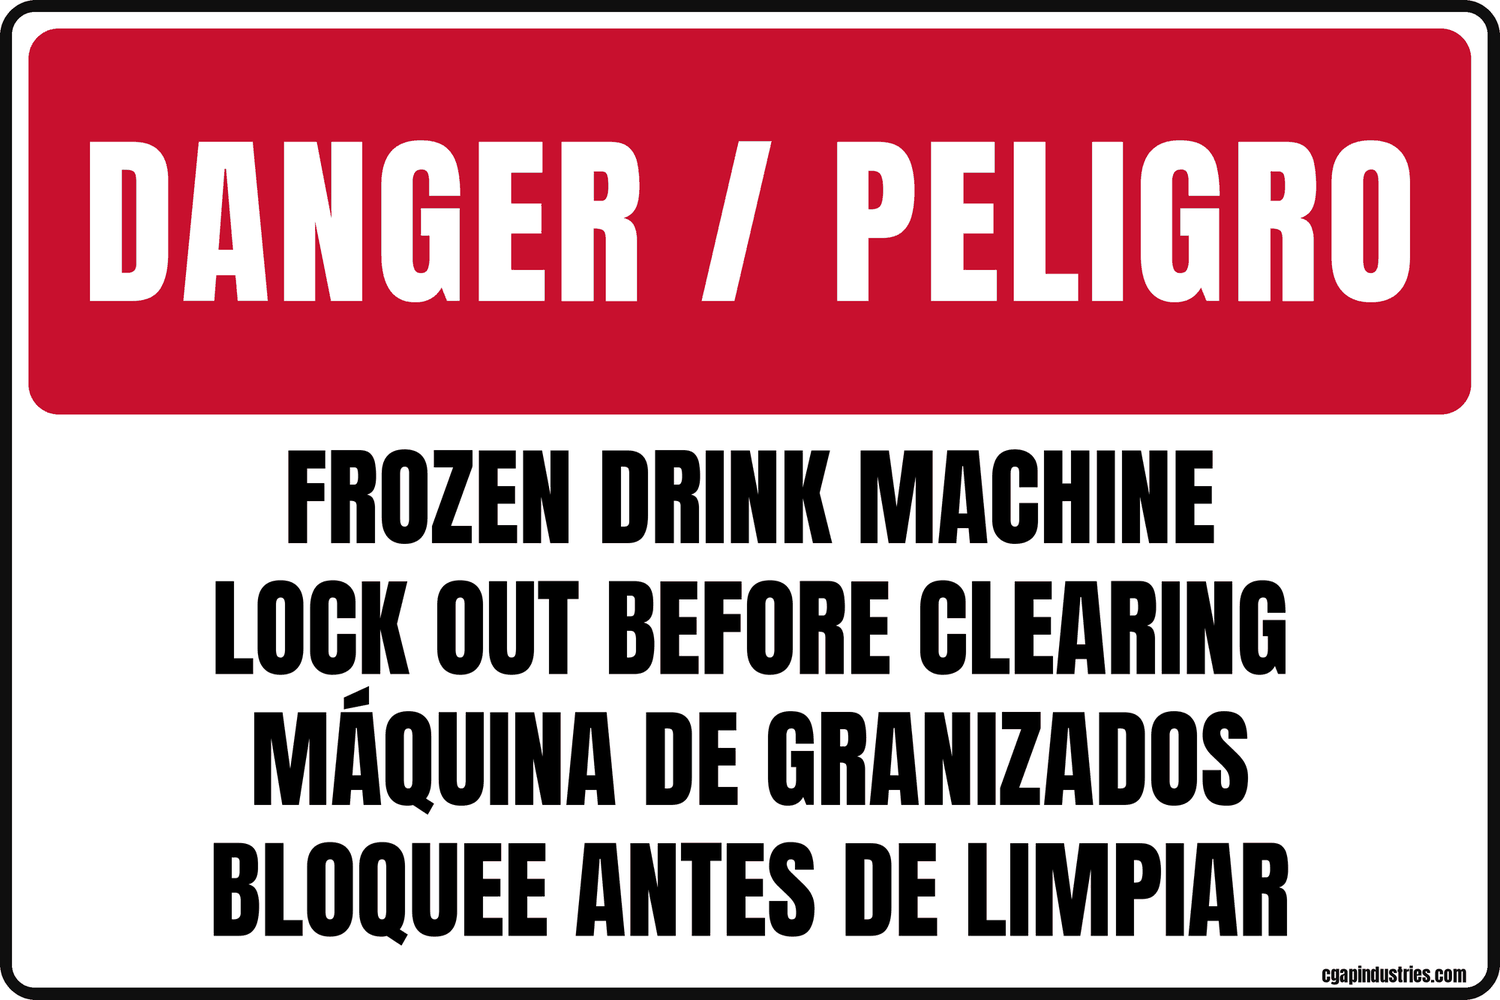 DANGER / PELIGRO
FROZEN DRINK MACHINE
LOCK OUT BEFORE CLEARING
MÁQUINA DE GRANIZADOS
BLOQUEE ANTES DE LIMPIAR
cgapindustries.com